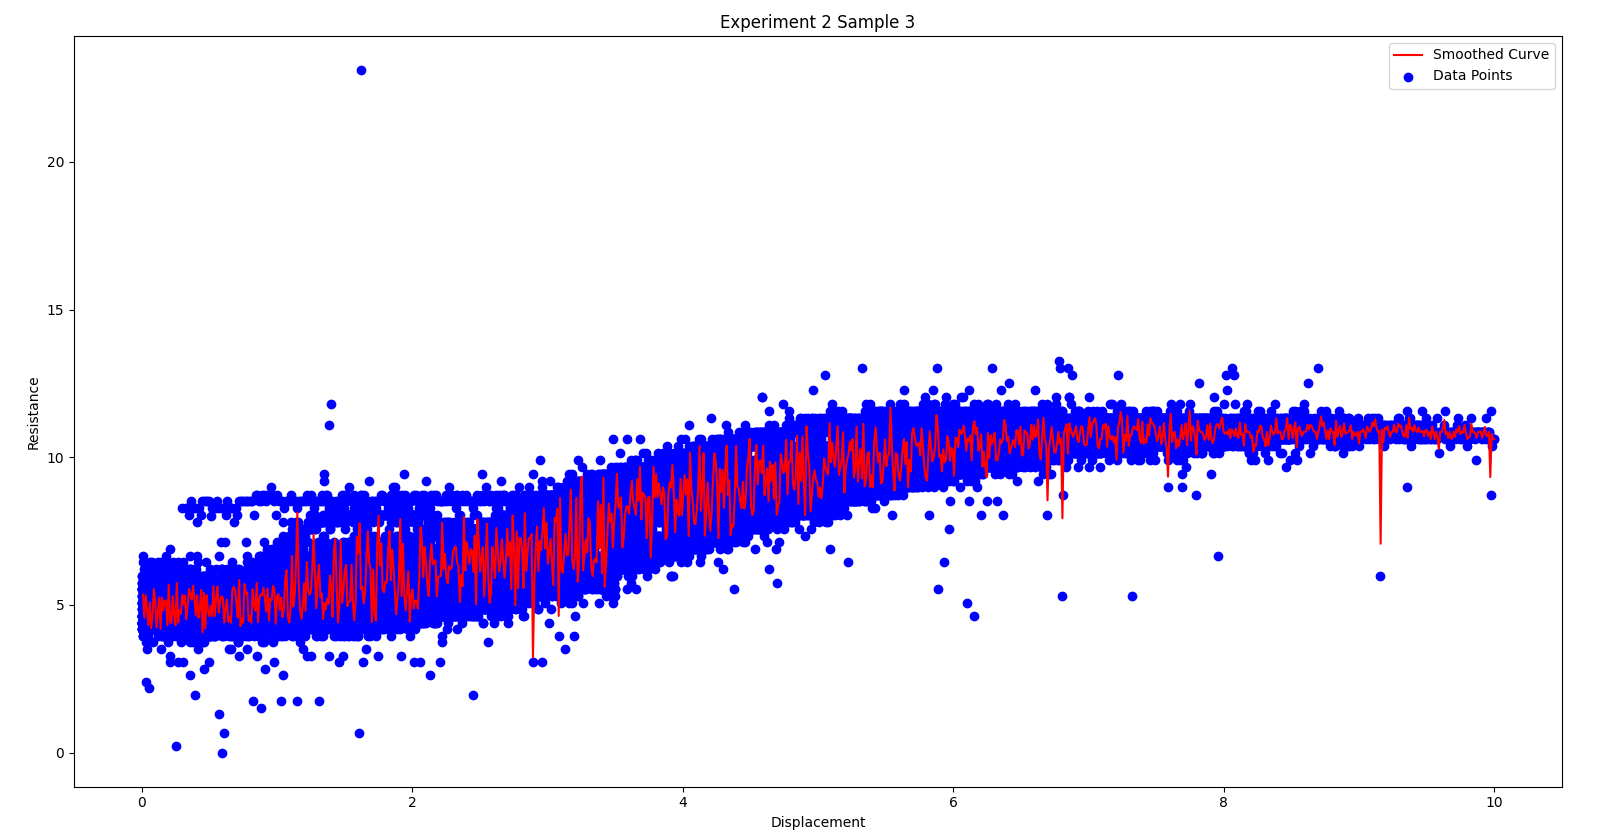 Experiment 2 Sample 3
Smoothed Curve
Data Points
Resistance
20
15
10
5
0
0 2 4 6 8 10
Displacement